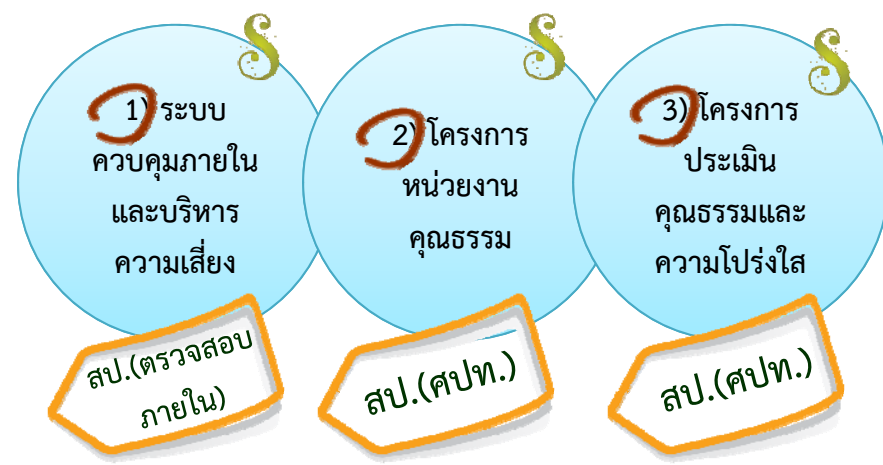 1) ระบบ
ควบคุมภายใน
และบริหาร
ความเสี่ยง
สป.(ตรวจสอบ
ภายใน)
2) โครงการ
หน่วยงาน
คุณธรรม
สป.(ศปท.)
3) โครงการ
ประเมิน
คุณธรรมและ
ความโปร่งใส
สป.(ศปท.)